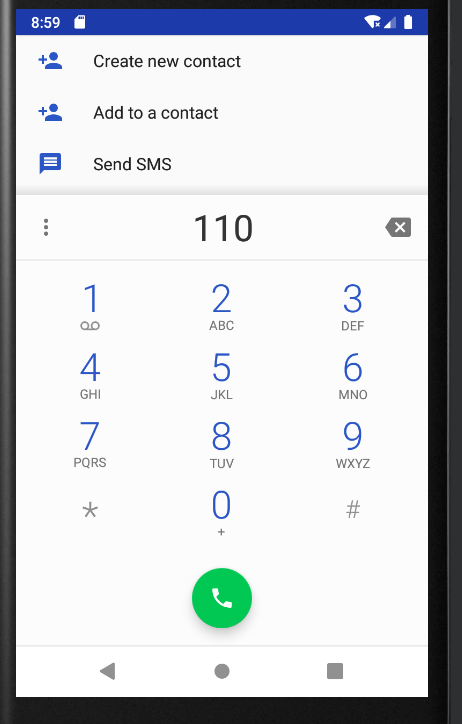 8:59
Create new contact
Add to a contact
Send SMS
110
1 2 3
ABC DEF
4 5 6
GHI JKL MNO
7 8 9
PQRS TUV WXYZ
* 0 #
+